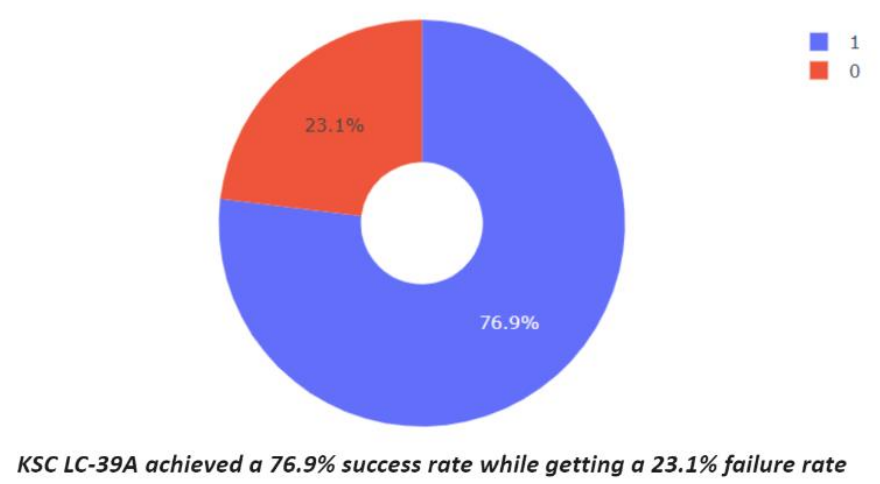 1
0
23.1%
76.9%
KSC LC-39A achieved a 76.9% success rate while getting a 23.1% failure rate